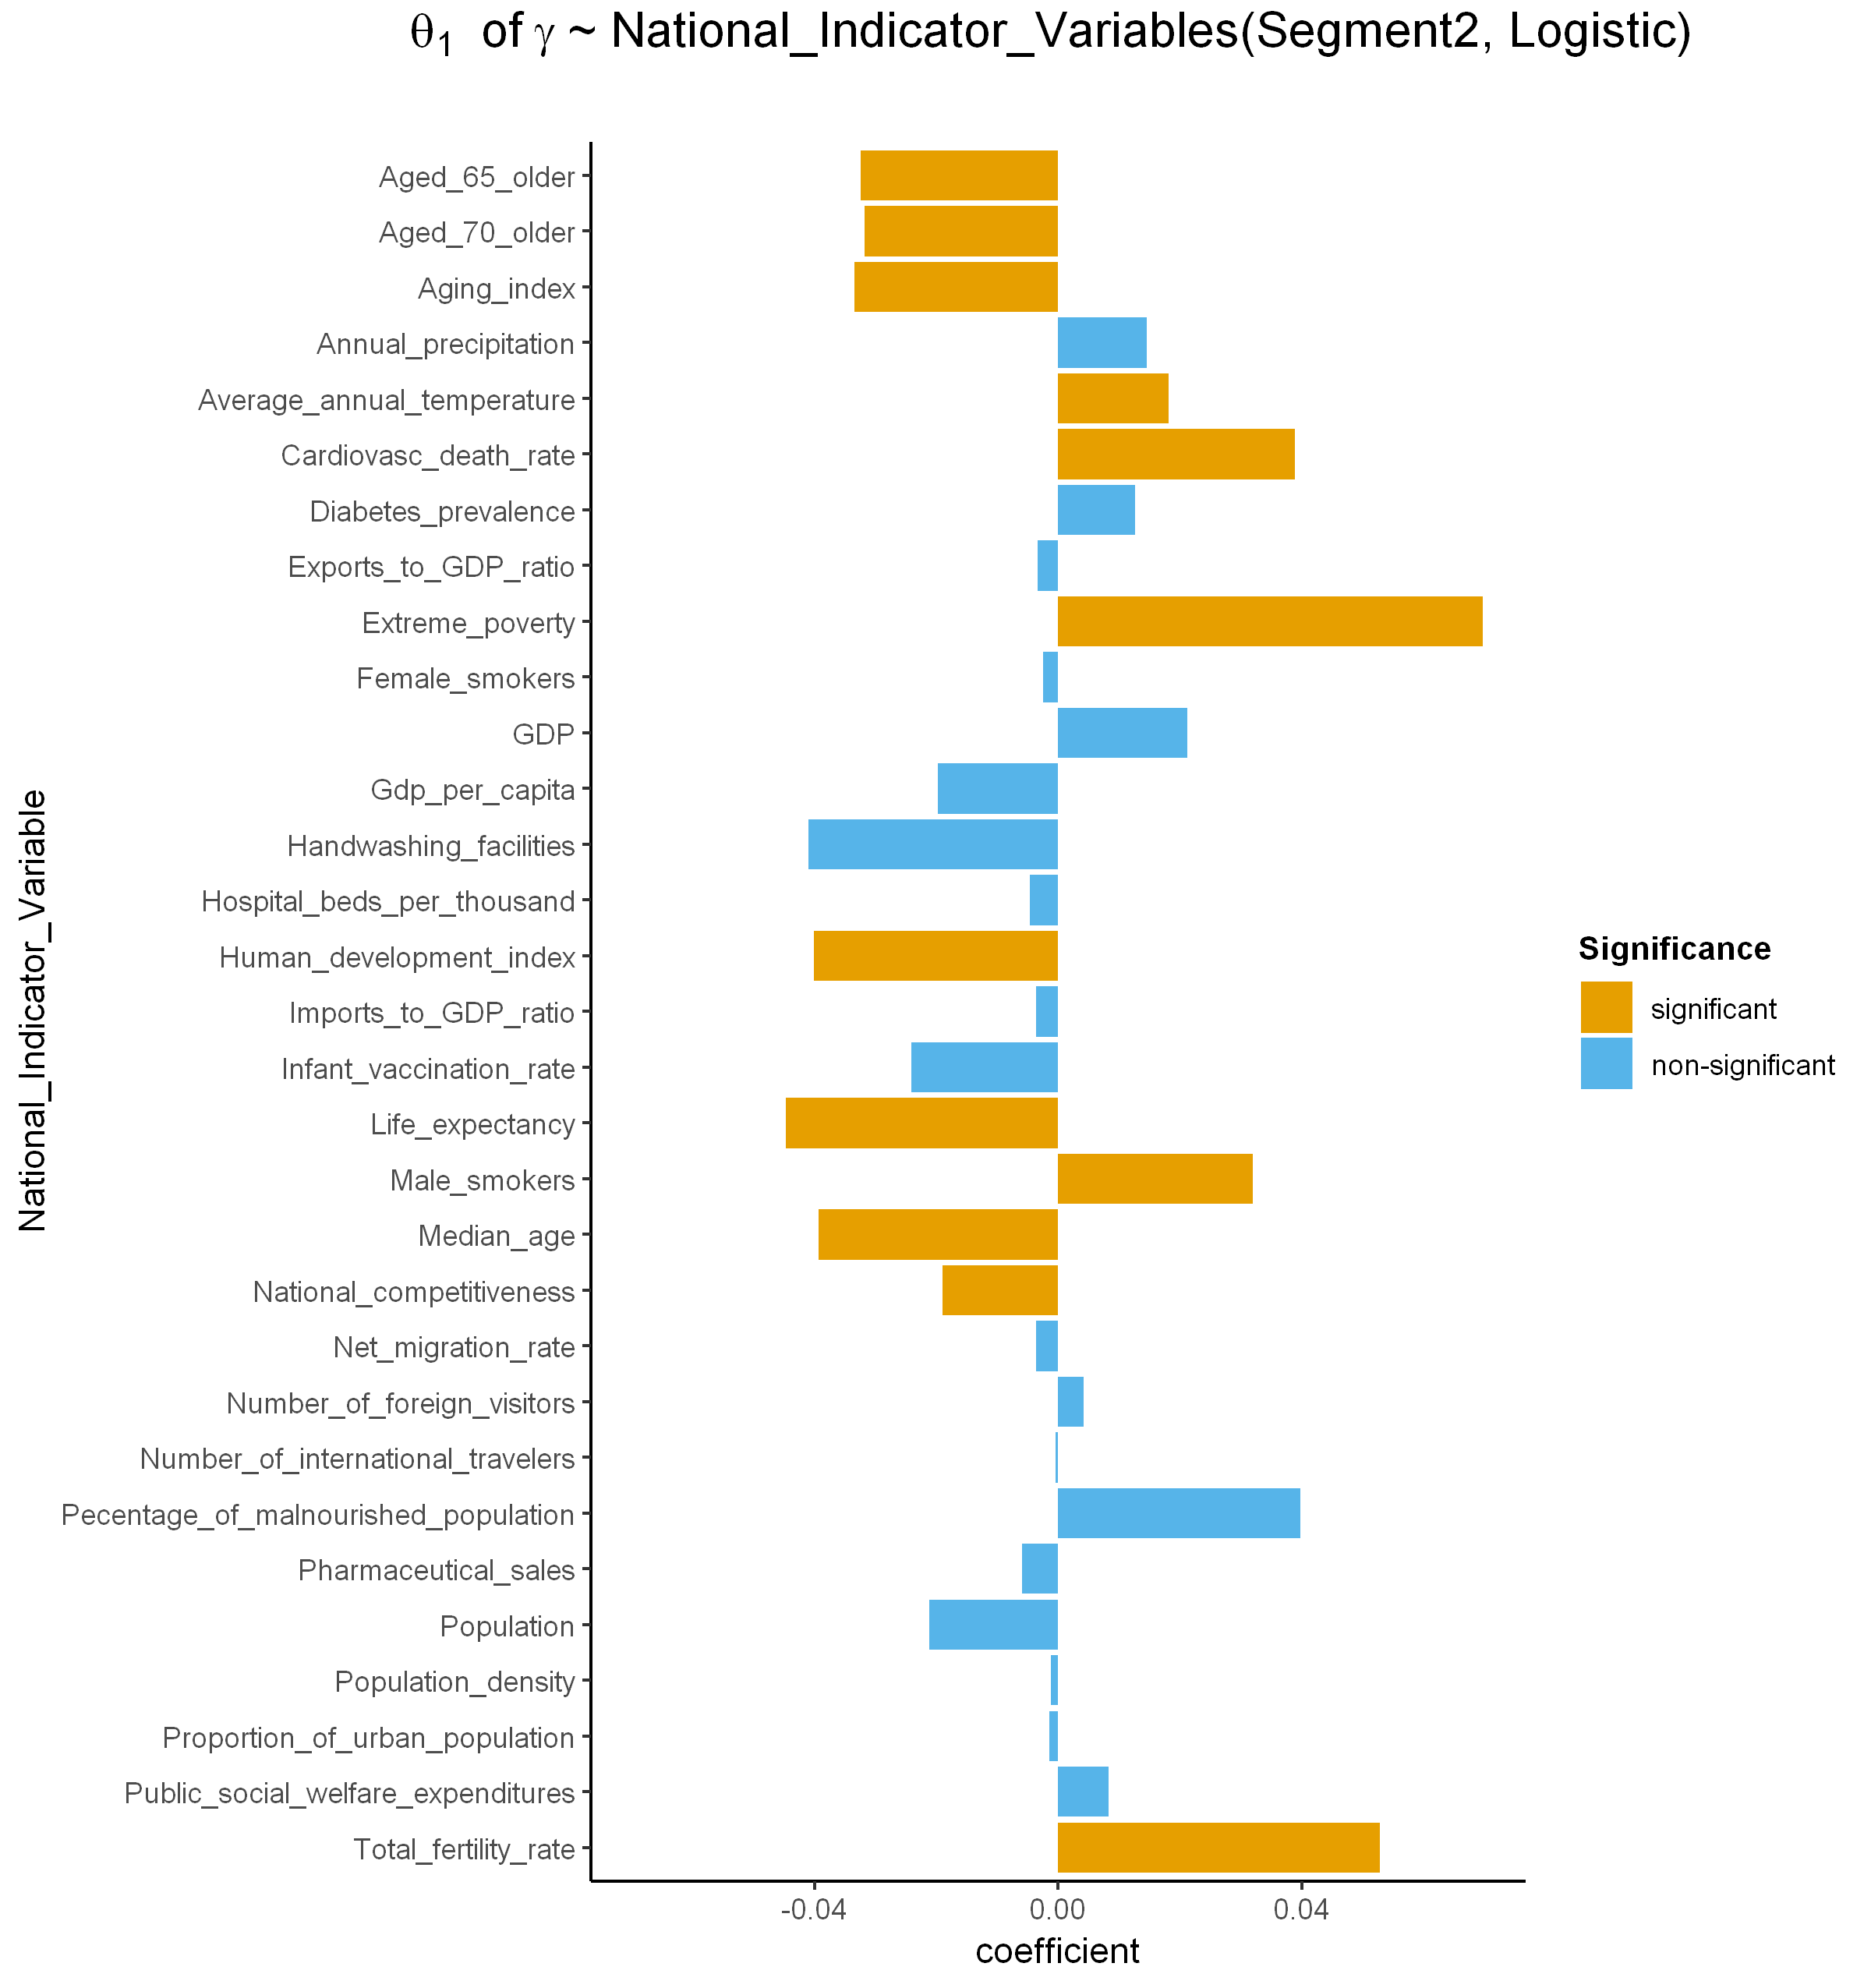 θ1 of γ ~ National_Indicator_Variables(Segment2, Logistic)
National_Indicator_Variable
Aged_65_older
Aged_70_older
Aging_index
Annual_precipitation
Average_annual_temperature
Cardiovasc_death_rate
Diabetes_prevalence
Exports_to_GDP_ratio
Extreme_poverty
Female_smokers
GDP
Gdp_per_capita
Handwashing_facilities
Hospital_beds_per_thousand
Human_development_index
Imports_to_GDP_ratio
Infant_vaccination_rate
Life_expectancy
Male_smokers
Median_age
National_competitiveness
Net_migration_rate
Number_of_foreign_visitors
Number_of_international_travelers
Pecentage_of_malnourished_population
Pharmaceutical_sales
Population
Population_density
Proportion_of_urban_population
Public_social_welfare_expenditures
Total_fertility_rate
-0.04 0.00 0.04
coefficient
Significance
significant
non-significant